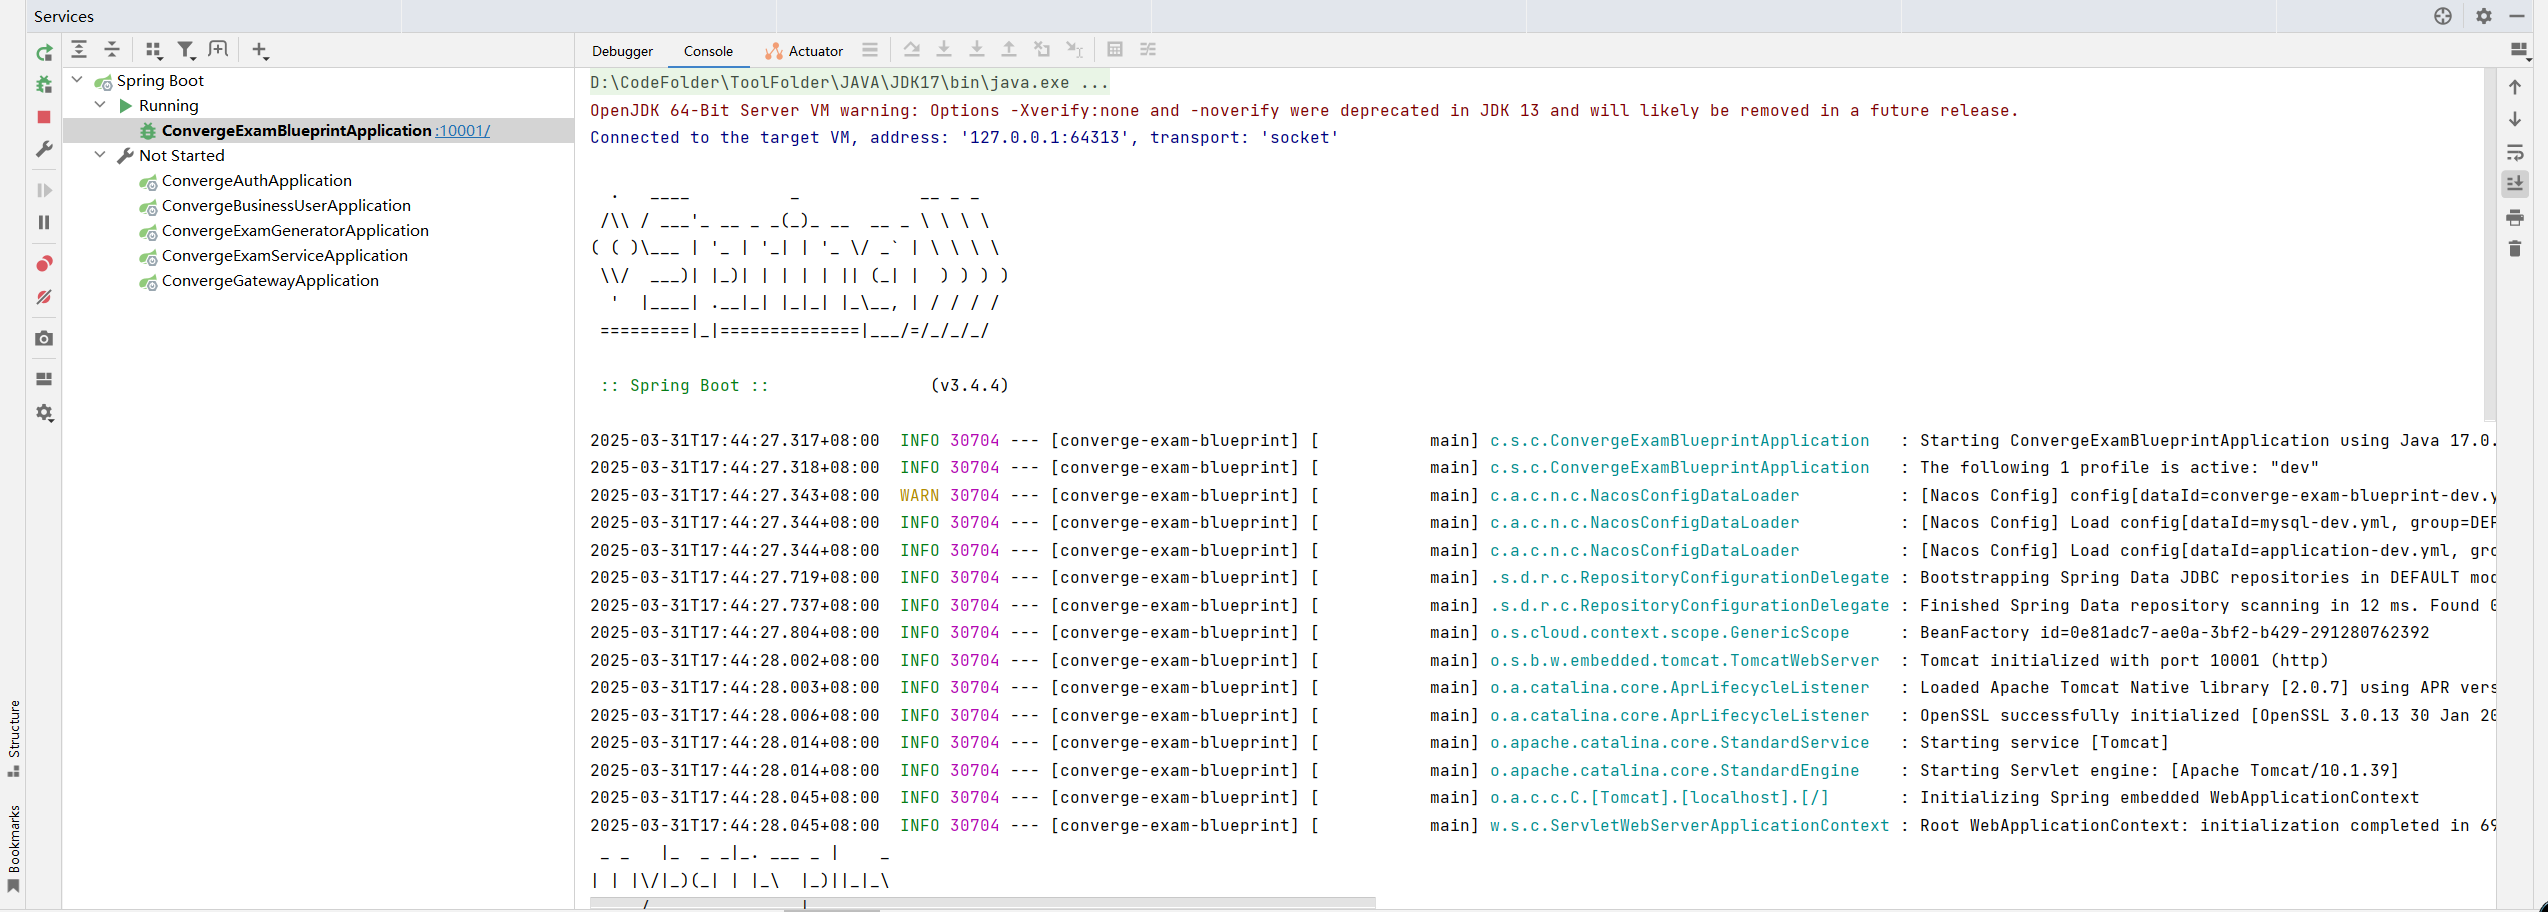 Services
Spring Boot
Running
ConvergeExamBlueprintApplication :10001/
Not Started
ConvergeAuthApplication
ConvergeBusinessUserApplication
ConvergeExamGeneratorApplication
ConvergeExamServiceApplication
ConvergeGatewayApplication
Structure
Bookmarks
Debugger Console Actuator
D:\CodeFolder\ToolFolder\JAVA\JDK17\bin\java.exe ...
OpenJDK 64-Bit Server VM warning: Options -Xverify:none and -noverify were deprecated in JDK 13 and will likely be removed in a future release.
Connected to the target VM, address: '127.0.0.1:64313', transport: 'socket'
:: Spring Boot :: (v3.4.4)
2025-03-31T17:44:27.317+08:00 INFO 30704 --- [converge-exam-blueprint] [ main] c.s.c.ConvergeExamBlueprintApplication : Starting ConvergeExamBlueprintApplication using Java 17.0.
2025-03-31T17:44:27.318+08:00 INFO 30704 --- [converge-exam-blueprint] [ main] c.s.c.ConvergeExamBlueprintApplication : The following 1 profile is active: "dev"
2025-03-31T17:44:27.343+08:00 WARN 30704 --- [converge-exam-blueprint] [ main] c.a.c.n.c.NacosConfigDataLoader : [Nacos Config] config[dataId=converge-exam-blueprint-dev.y
2025-03-31T17:44:27.344+08:00 INFO 30704 --- [converge-exam-blueprint] [ main] c.a.c.n.c.NacosConfigDataLoader : [Nacos Config] Load config[dataId=mysql-dev.yml, group=DEF
2025-03-31T17:44:27.344+08:00 INFO 30704 --- [converge-exam-blueprint] [ main] c.a.c.n.c.NacosConfigDataLoader : [Nacos Config] Load config[dataId=application-dev.yml, gro
2025-03-31T17:44:27.719+08:00 INFO 30704 --- [converge-exam-blueprint] [ main] .s.d.r.c.RepositoryConfigurationDelegate : Bootstrapping Spring Data JDBC repositories in DEFAULT mod
2025-03-31T17:44:27.737+08:00 INFO 30704 --- [converge-exam-blueprint] [ main] .s.d.r.c.RepositoryConfigurationDelegate : Finished Spring Data repository scanning in 12 ms. Found 0
2025-03-31T17:44:27.804+08:00 INFO 30704 --- [converge-exam-blueprint] [ main] o.s.cloud.context.scope.GenericScope : BeanFactory id=0e81adc7-ae0a-3bf2-b429-291280762392
2025-03-31T17:44:28.002+08:00 INFO 30704 --- [converge-exam-blueprint] [ main] o.s.b.w.embedded.tomcat.TomcatWebServer : Tomcat initialized with port 10001 (http)
2025-03-31T17:44:28.003+08:00 INFO 30704 --- [converge-exam-blueprint] [ main] o.a.catalina.core.AprLifecycleListener : Loaded Apache Tomcat Native library [2.0.7] using APR vers
2025-03-31T17:44:28.006+08:00 INFO 30704 --- [converge-exam-blueprint] [ main] o.a.catalina.core.AprLifecycleListener : OpenSSL successfully initialized [OpenSSL 3.0.13 30 Jan 20
2025-03-31T17:44:28.014+08:00 INFO 30704 --- [converge-exam-blueprint] [ main] o.apache.catalina.core.StandardService : Starting service [Tomcat]
2025-03-31T17:44:28.014+08:00 INFO 30704 --- [converge-exam-blueprint] [ main] o.apache.catalina.core.StandardEngine : Starting Servlet engine: [Apache Tomcat/10.1.39]
2025-03-31T17:44:28.045+08:00 INFO 30704 --- [converge-exam-blueprint] [ main] o.a.c.c.C.[Tomcat].[localhost].[/] : Initializing Spring embedded WebApplicationContext
2025-03-31T17:44:28.045+08:00 INFO 30704 --- [converge-exam-blueprint] [ main] w.s.c.ServletWebServerApplicationContext : Root WebApplicationContext: initialization completed in 69